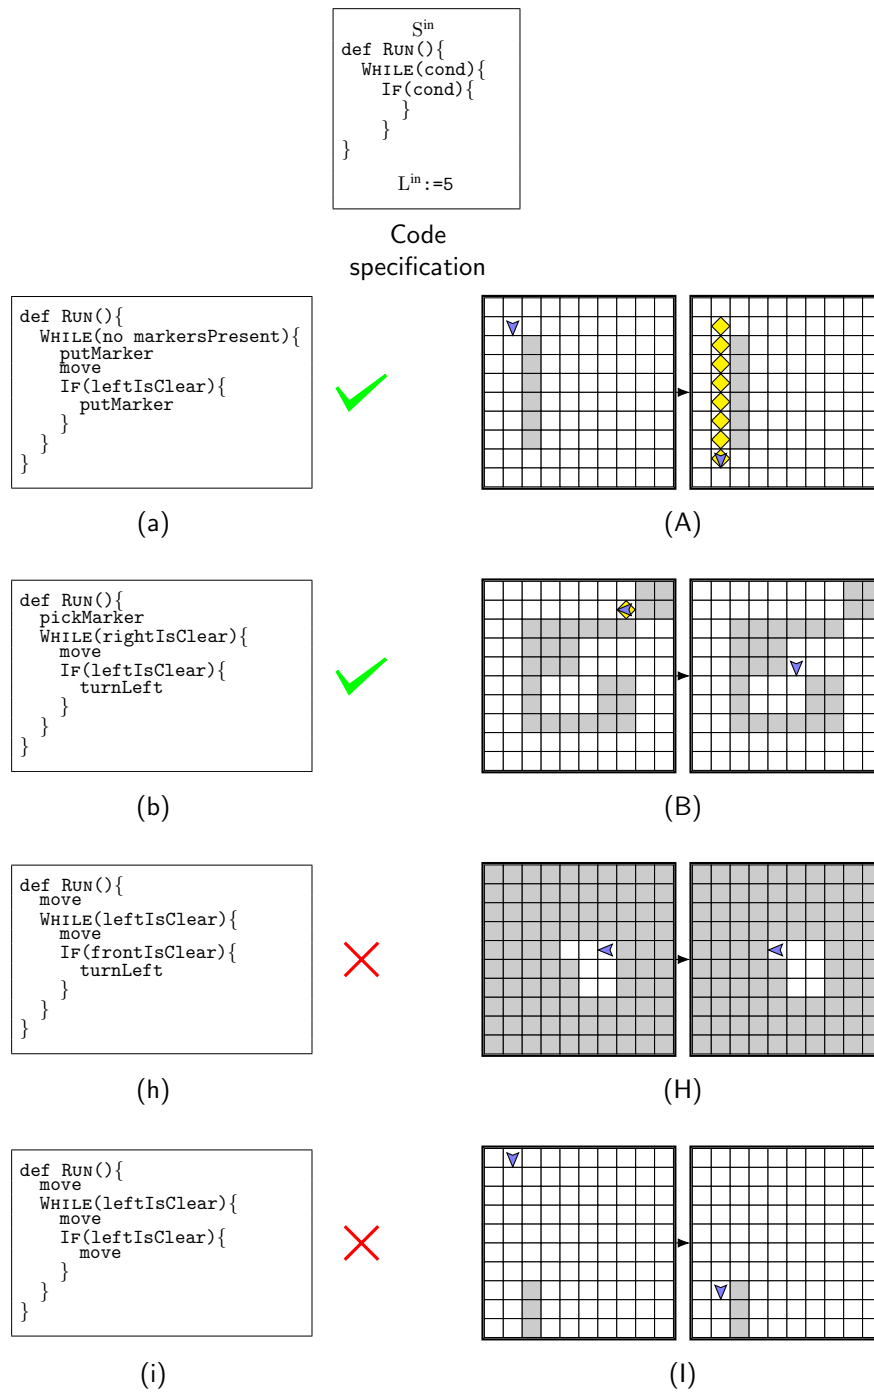 Sⁱⁿ
def RUN(){
WHILE(cond){
IF(cond){
}
}
}
Lⁱⁿ:=5
Code
specification
def RUN(){
WHILE(no markersPresent){
putMarker
move
IF(leftIsClear){
putMarker
}
}
}
(a)
(A)
def RUN(){
pickMarker
WHILE(rightIsClear){
move
IF(leftIsClear){
turnLeft
}
}
}
(b)
(B)
def RUN(){
move
WHILE(leftIsClear){
move
IF(frontIsClear){
turnLeft
}
}
}
(h)
(H)
def RUN(){
move
WHILE(leftIsClear){
move
IF(leftIsClear){
move
}
}
}
(i)
(I)